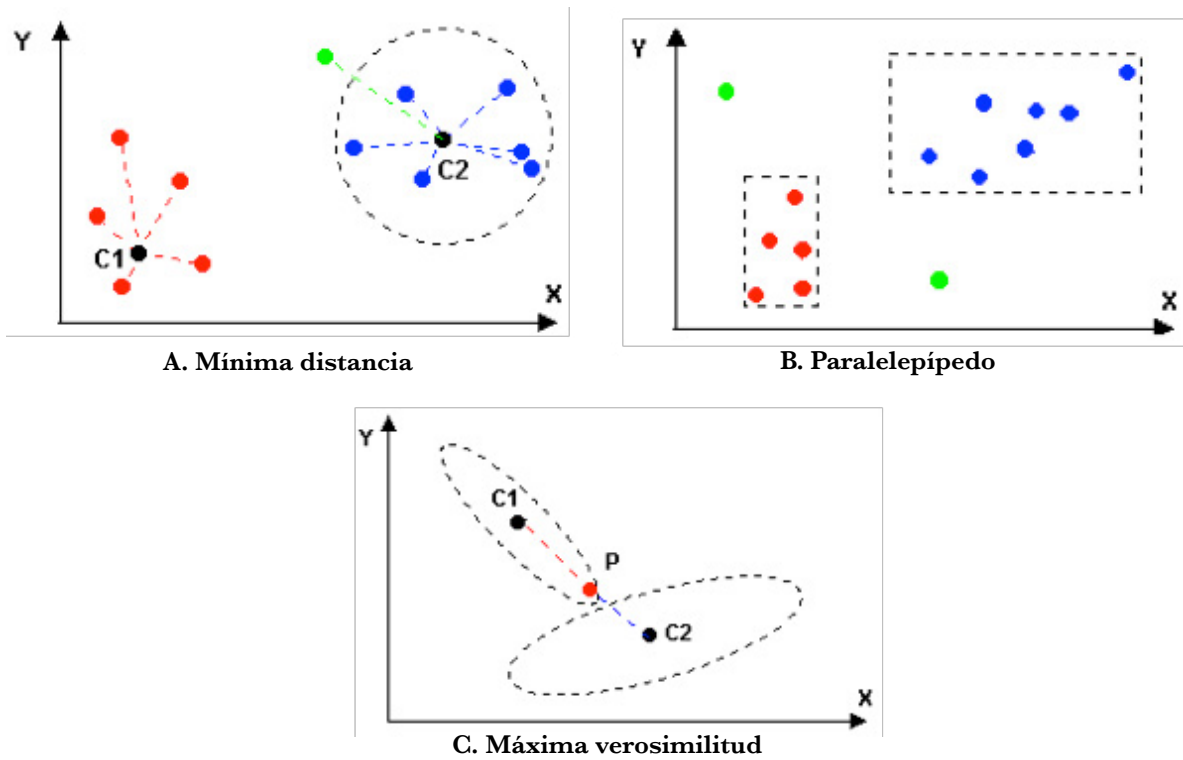 Y
C2
C1
X
A. Mínima distancia
Y
X
B. Paralelepípedo
Y
C1
P
C2
X
C. Máxima verosimilitud